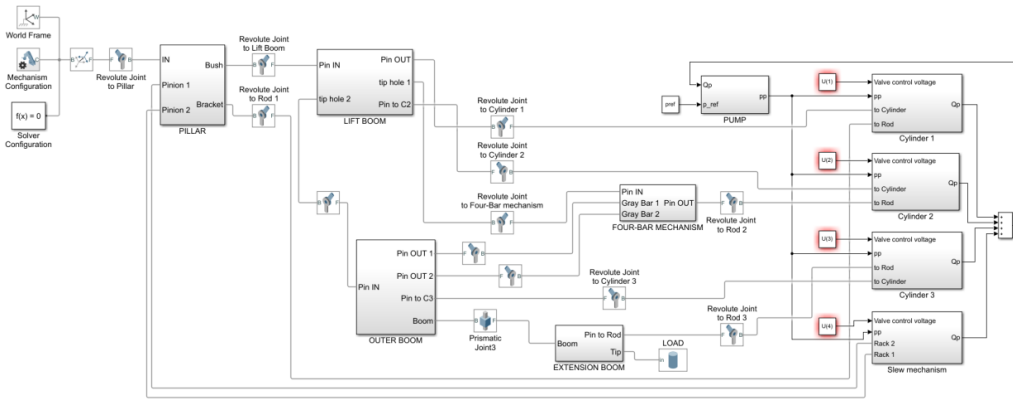 World Frame
Mechanism
Configuration
f(x) = 0
Solver
Configuration
Revolute Joint
to Pillar
IN
Pinion 1
Pinion 2
Bush
Bracket
PILLAR
Revolute Joint
to Lift Boom
Revolute Joint
to Rod 1
Pin IN
tip hole 2
Pin OUT
tip hole 1
Pin to C2
LIFT BOOM
Revolute Joint
to Cylinder 1
Revolute Joint
to Cylinder 2
Revolute Joint
to Four-Bar mechanism
Pin IN
Gray Bar 1
Gray Bar 2
Pin OUT
FOUR-BAR MECHANISM
Revolute Joint
to Rod 2
Pin IN
Pin OUT 1
Pin OUT 2
Pin to C3
Boom
OUTER BOOM
Prismatic
Joint3
Revolute Joint
to Cylinder 3
Boom
Pin to Rod
Tip
EXTENSION BOOM
LOAD
Revolute Joint
to Rod 3
pref
Qp
p_ref
pp
PUMP
U(1)
Valve control voltage
pp
to Cylinder
to Rod
Qp
Cylinder 1
U(2)
Valve control voltage
pp
to Cylinder
to Rod
Qp
Cylinder 2
U(3)
Valve control voltage
pp
to Rod
to Cylinder
Qp
Cylinder 3
U(4)
Valve control voltage
pp
Rack 2
Rack 1
Qp
Slew mechanism